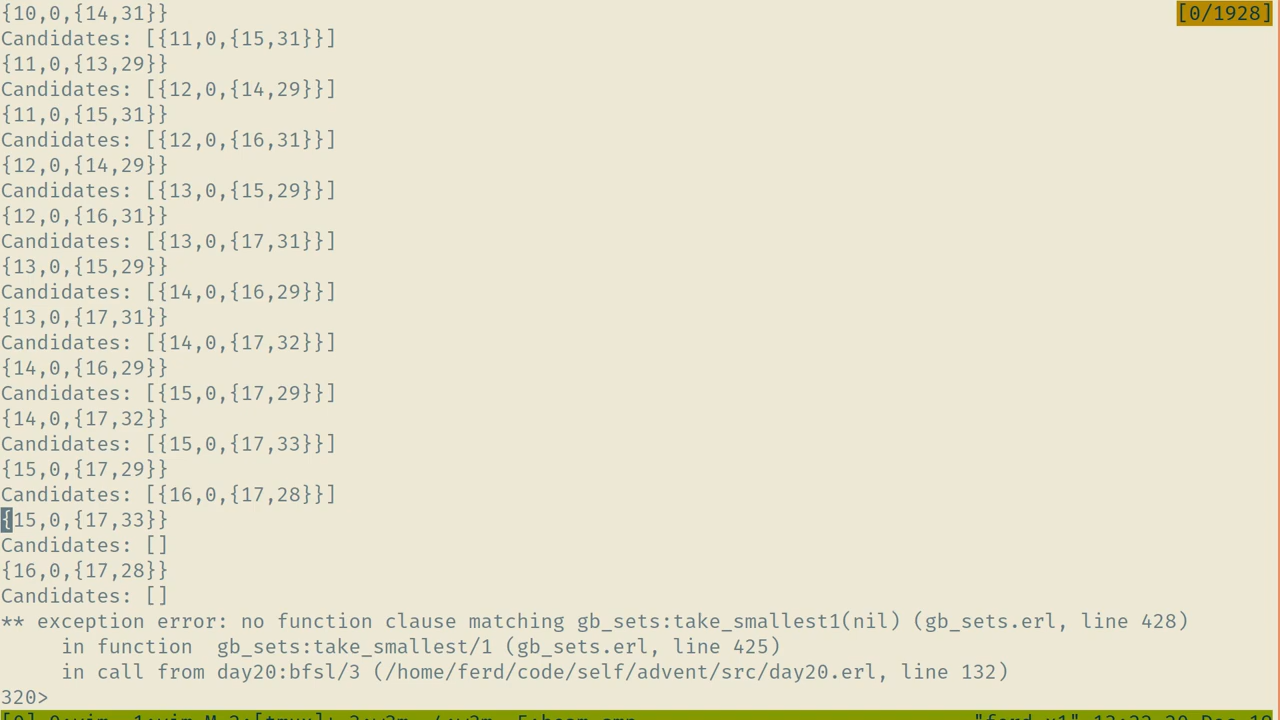 {10,0,{14,31}} [0/1928]
Candidates: [{11,0,{15,31}}]
{11,0,{13,29}}
Candidates: [{12,0,{14,29}}]
{11,0,{15,31}}
Candidates: [{12,0,{16,31}}]
{12,0,{14,29}}
Candidates: [{13,0,{15,29}}]
{12,0,{16,31}}
Candidates: [{13,0,{17,31}}]
{13,0,{15,29}}
Candidates: [{14,0,{16,29}}]
{13,0,{17,31}}
Candidates: [{14,0,{17,32}}]
{14,0,{16,29}}
Candidates: [{15,0,{17,29}}]
{14,0,{17,32}}
Candidates: [{15,0,{17,33}}]
{15,0,{17,29}}
Candidates: [{16,0,{17,28}}]
{15,0,{17,33}}
Candidates: []
{16,0,{17,28}}
Candidates: []
** exception error: no function clause matching gb_sets:take_smallest1(nil) (gb_sets.erl, line 428)
in function  gb_sets:take_smallest/1 (gb_sets.erl, line 425)
in call from day20:bfsl/3 (/home/ferd/code/self/advent/src/day20.erl, line 132)
320>